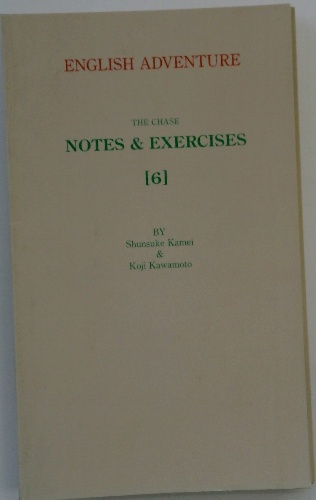 ENGLISH ADVENTURE
THE CHASE
NOTES & EXERCISES
[6]
BY
Shunsuke Kamei
&
Koji Kawamoto